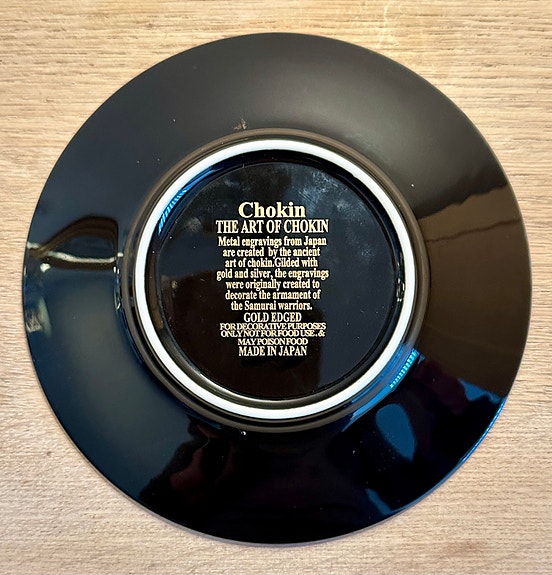 Chokin
THE ART OF CHOKIN
Metal engravings from Japan
are created by the ancient
art of chokin.Gilded with
gold and silver, the engravings
were originally created to
decorate the armament of
the Samurai warriors.
GOLD EDGED
FOR DECORATIVE PURPOSES
ONLY NOT FOR FOOD USE. &
MAY POISON FOOD
MADE IN JAPAN